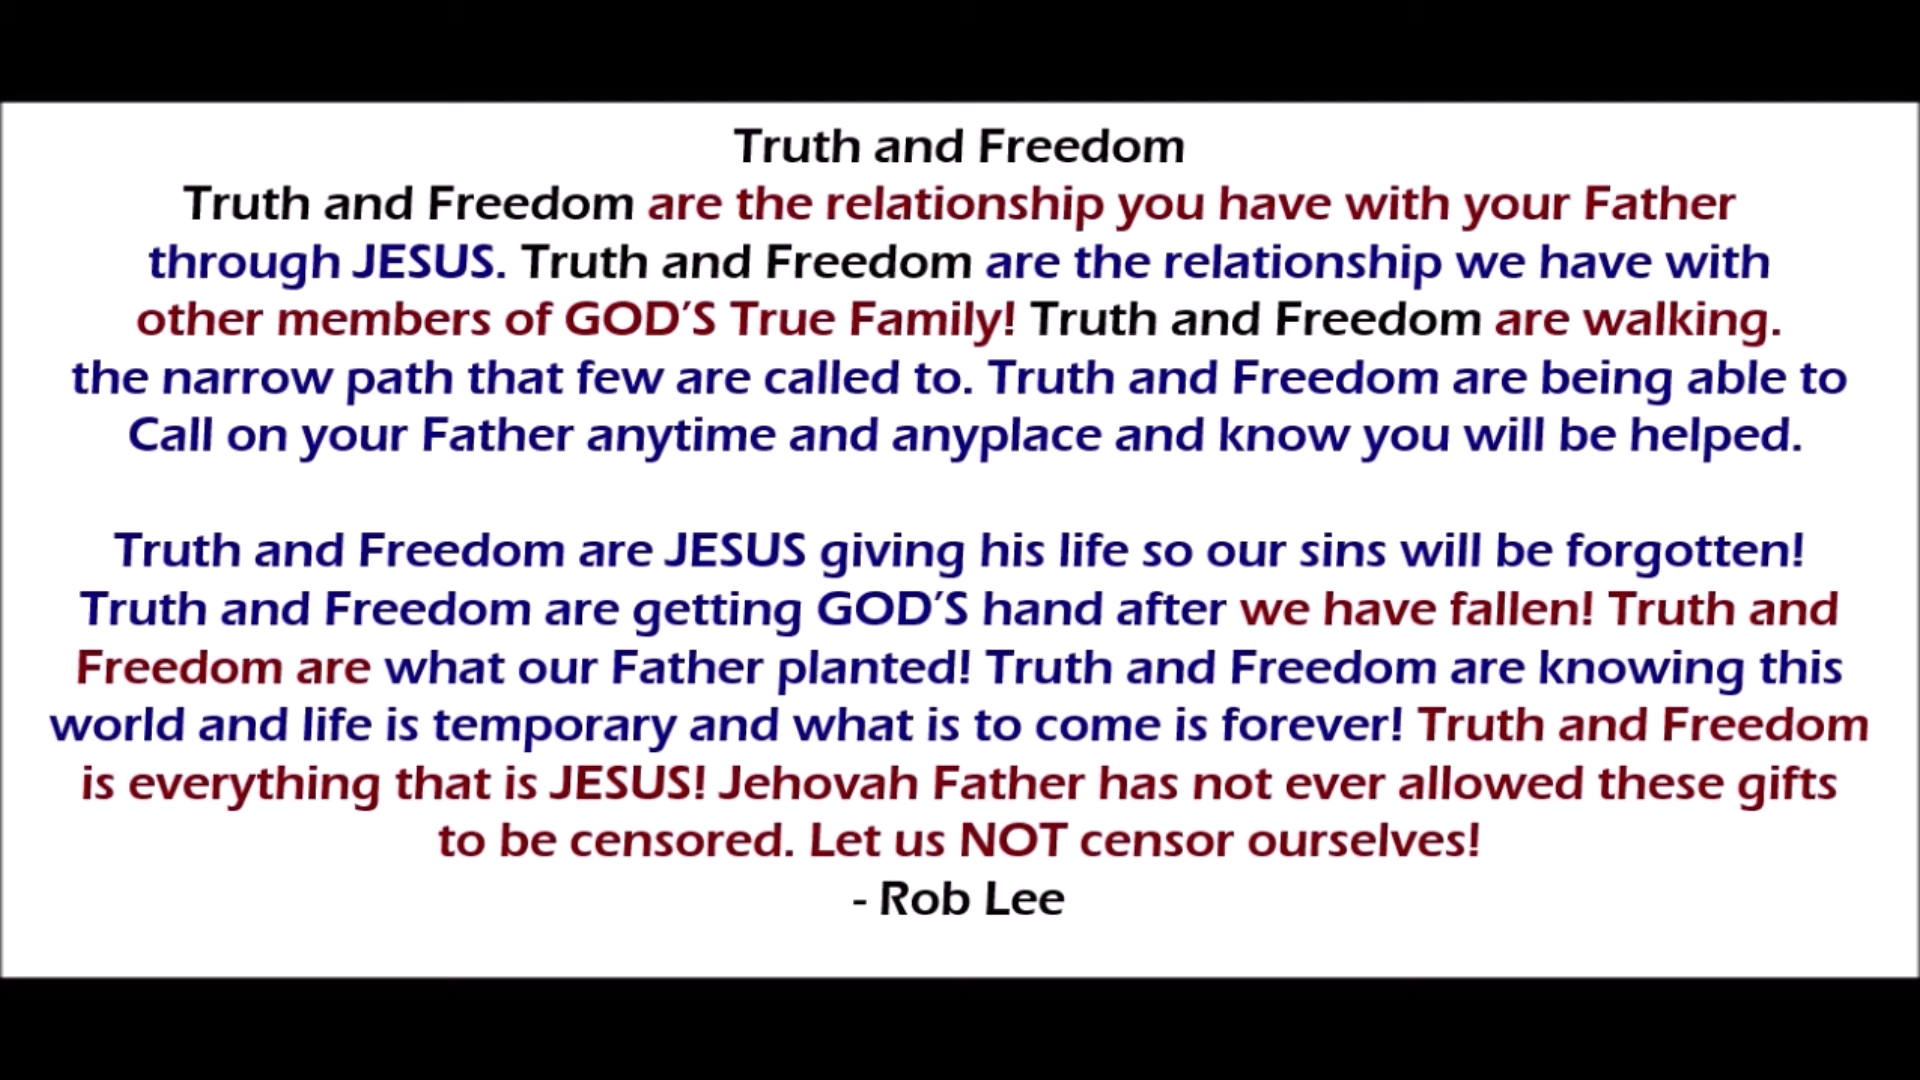 Truth and Freedom
Truth and Freedom are the relationship you have with your Father
through JESUS. Truth and Freedom are the relationship we have with
other members of GOD'S True Family! Truth and Freedom are walking.
the narrow path that few are called to. Truth and Freedom are being able to
Call on your Father anytime and anyplace and know you will be helped.
Truth and Freedom are JESUS giving his life so our sins will be forgotten!
Truth and Freedom are getting GOD'S hand after we have fallen! Truth and
Freedom are what our Father planted! Truth and Freedom are knowing this
world and life is temporary and what is to come is forever! Truth and Freedom
is everything that is JESUS! Jehovah Father has not ever allowed these gifts
to be censored. Let us NOT censor ourselves!
- Rob Lee